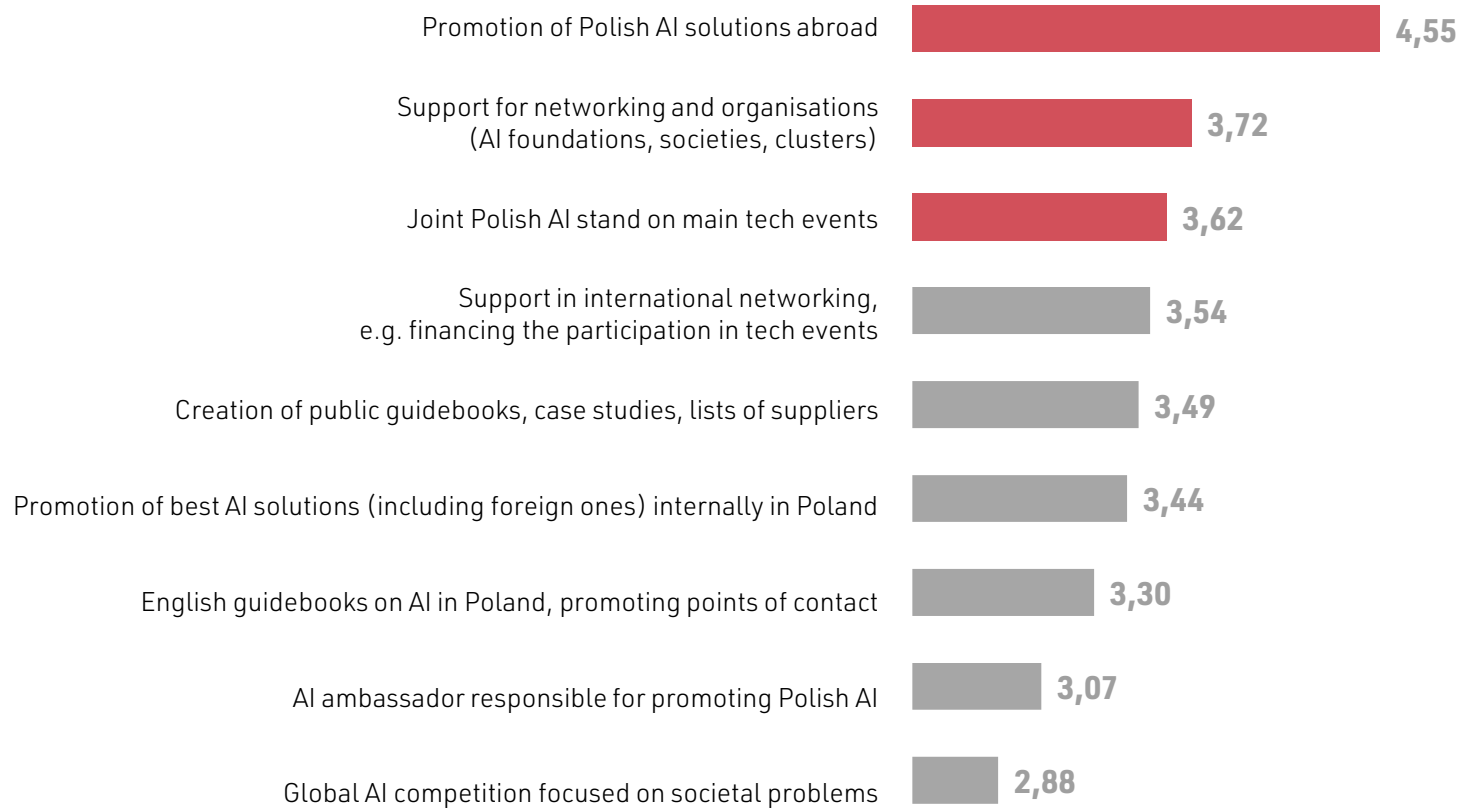 Promotion of Polish AI solutions abroad
4,55
Support for networking and organisations
(AI foundations, societies, clusters)
3,72
Joint Polish AI stand on main tech events
3,62
Support in international networking,
e.g. financing the participation in tech events
3,54
Creation of public guidebooks, case studies, lists of suppliers
3,49
Promotion of best AI solutions (including foreign ones) internally in Poland
3,44
English guidebooks on AI in Poland, promoting points of contact
3,30
AI ambassador responsible for promoting Polish AI
3,07
Global AI competition focused on societal problems
2,88